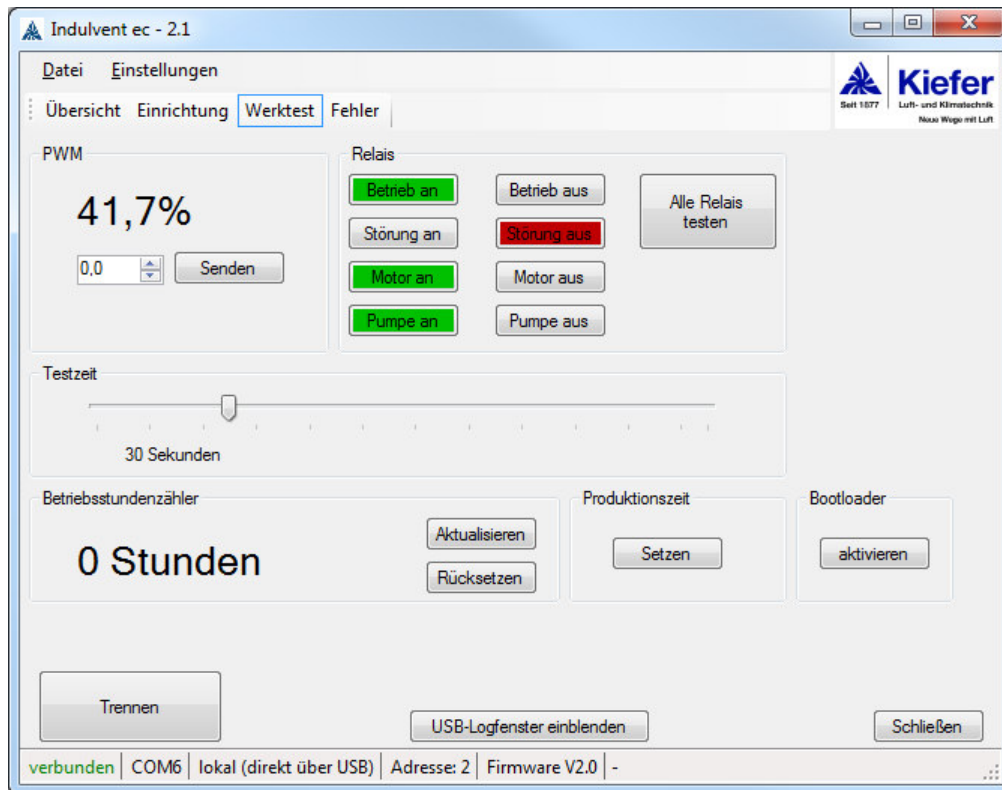 Indulvent ec - 2.1
Datei Einstellungen
Kiefer
Seit 1877
Luft- und Klimatechnik
Neue Wege mit Luft
Übersicht Einrichtung Werktest Fehler
PWM
41,7%
0,0 Senden
Relais
Betrieb an Betrieb aus
Störung an Störung aus
Motor an Motor aus
Pumpe an Pumpe aus
Alle Relais
testen
Testzeit
30 Sekunden
Betriebsstundenzähler
0 Stunden
Aktualisieren
Rücksetzen
Produktionszeit
Setzen
Bootloader
aktivieren
Trennen
USB-Logfenster einblenden
Schließen
verbunden COM6 lokal (direkt über USB) Adresse: 2 Firmware V2.0 -